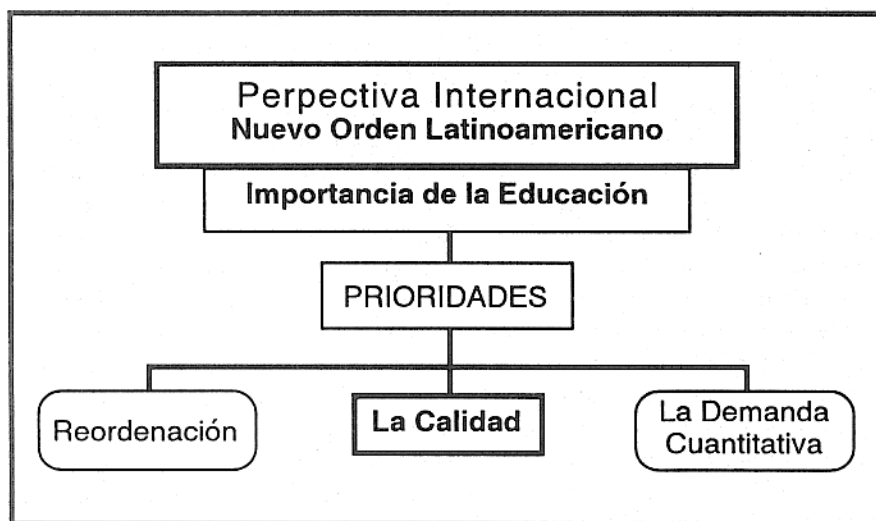 Perpectiva Internacional
Nuevo Orden Latinoamericano
Importancia de la Educación
PRIORIDADES
Reordenación
La Calidad
La Demanda
Cuantitativa